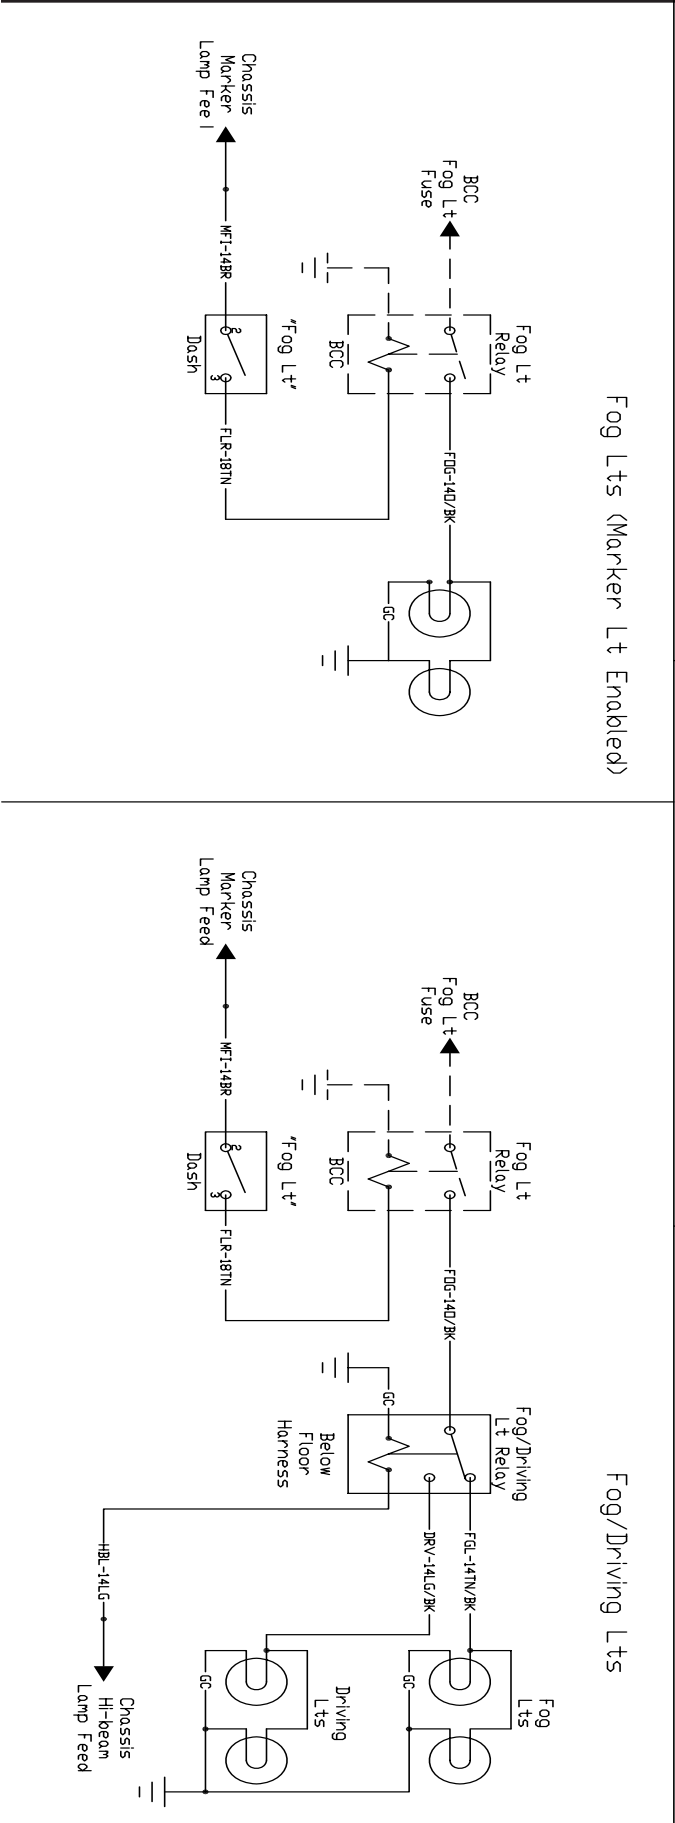 Fog Lts (Marker Lt Enabled)
BCC
Fog Lt
Fuse
Fog Lt
Relay
BCC
FOG-14O/BK
GC
Chassis
Marker
Lamp Fee l
MFI-14BR
"Fog Lt"
2
3
Dash
FLR-18TN
Fog/Driving Lts
BCC
Fog Lt
Fuse
Fog Lt
Relay
BCC
FOG-14O/BK
Fog/Driving
Lt Relay
Below
Floor
Harness
GC
FGL-14TN/BK
DRV-14LG/BK
Fog
Lts
GC
Driving
Lts
GC
Chassis
Marker
Lamp Feed
MFI-14BR
"Fog Lt"
2
3
Dash
FLR-18TN
HBL-14LG
Chassis
Hi-beam
Lamp Feed